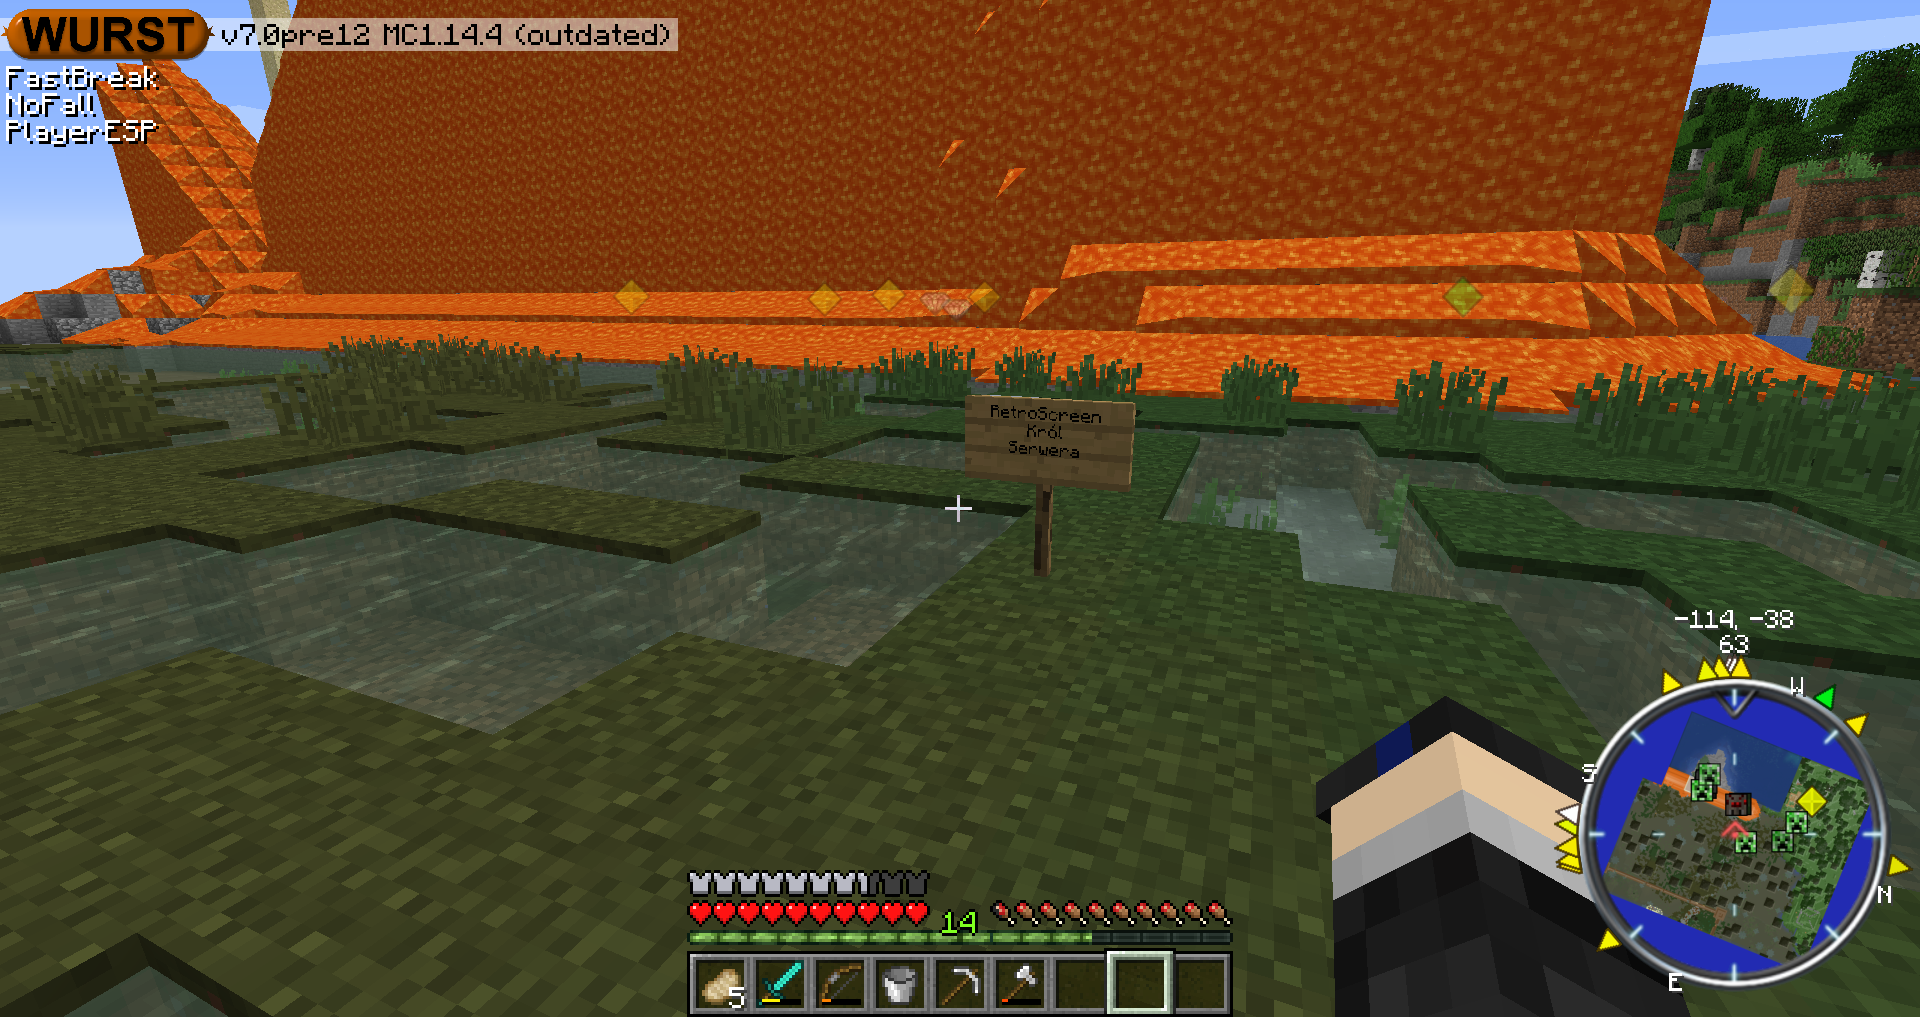 WURST v7.0pre12 MC1.14.4 (outdated)
FastBreak
NoFall
PlayerESP
RetroScreen
Król
Serwera
-114, -38
63
W
S
N
E
14
5